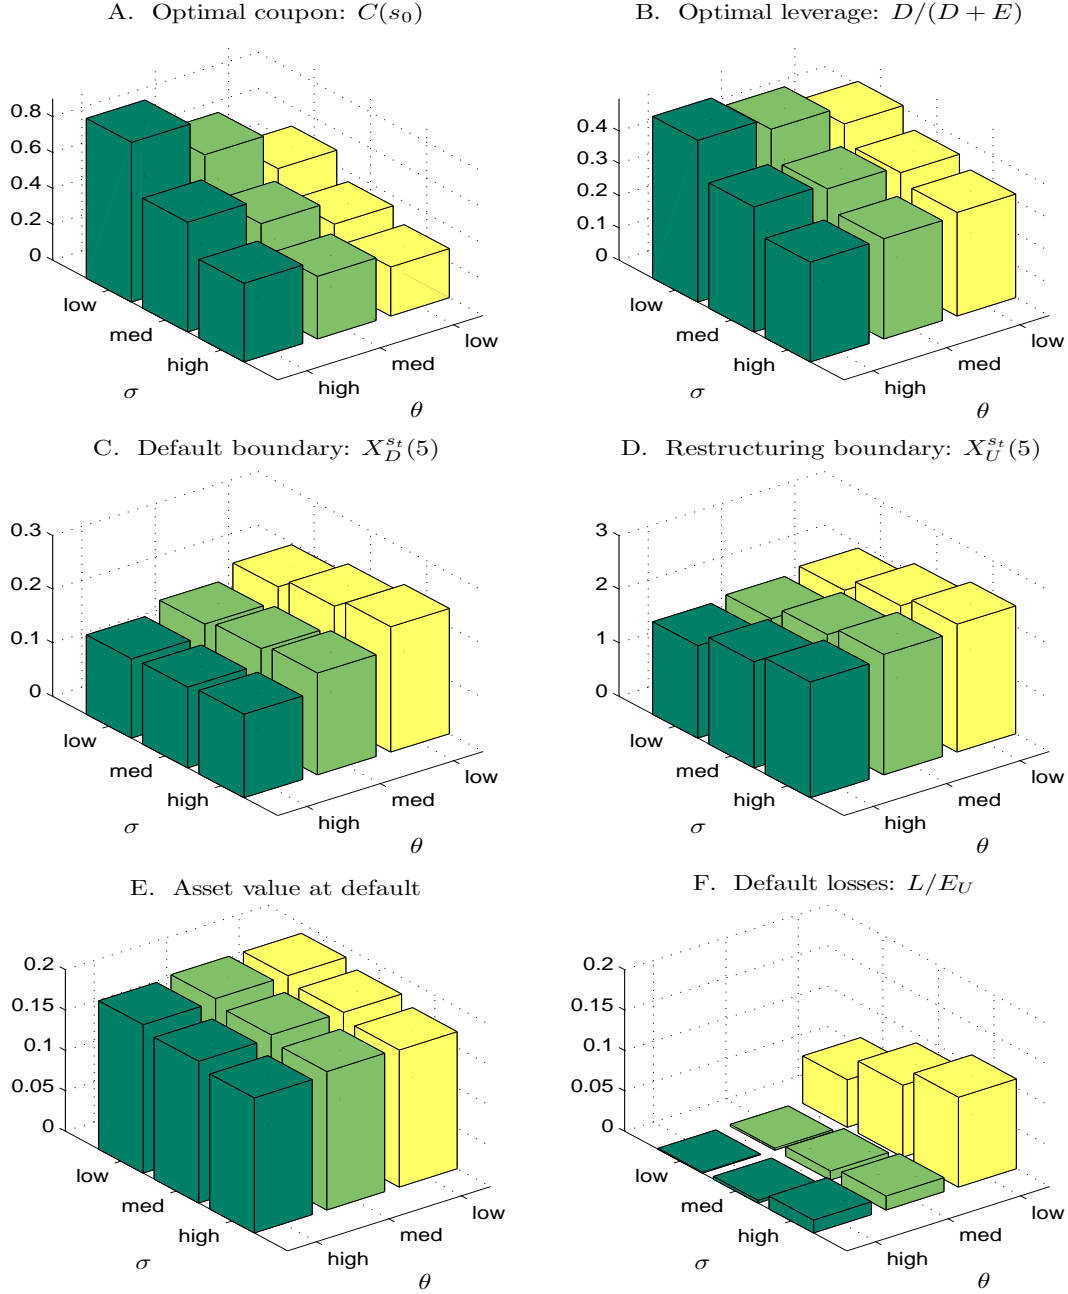 A. Optimal coupon: C(s₀)
0.8
0.6
0.4
0.2
0
low
med
high
σ
high
med
low
θ
B. Optimal leverage: D/(D + E)
0.4
0.3
0.2
0.1
0
low
med
high
σ
high
med
low
θ
C. Default boundary: X_D^{s_t}(5)
0.3
0.2
0.1
0
low
med
high
σ
high
med
low
θ
D. Restructuring boundary: X_U^{s_t}(5)
3
2
1
0
low
med
high
σ
high
med
low
θ
E. Asset value at default
0.2
0.15
0.1
0.05
0
low
med
high
σ
high
med
low
θ
F. Default losses: L/E_U
0.2
0.15
0.1
0.05
0
low
med
high
σ
high
med
low
θ